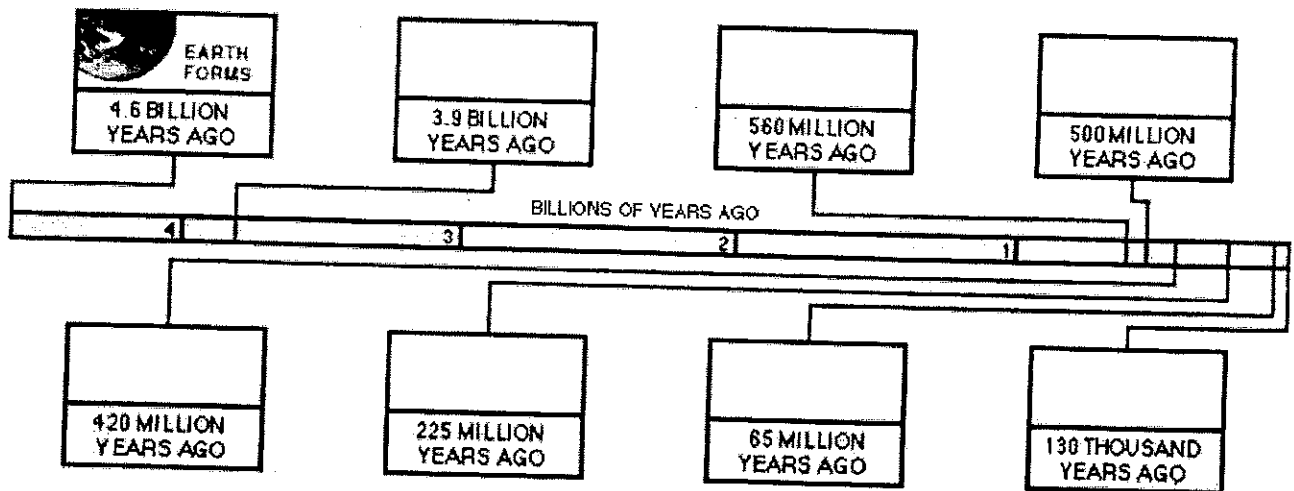 EARTH
FORMS
4.6 BILLION
YEARS AGO
3.9 BILLION
YEARS AGO
560 MILLION
YEARS AGO
500 MILLION
YEARS AGO
BILLIONS OF YEARS AGO
4
3
2
1
420 MILLION
YEARS AGO
225 MILLION
YEARS AGO
65 MILLION
YEARS AGO
130 THOUSAND
YEARS AGO